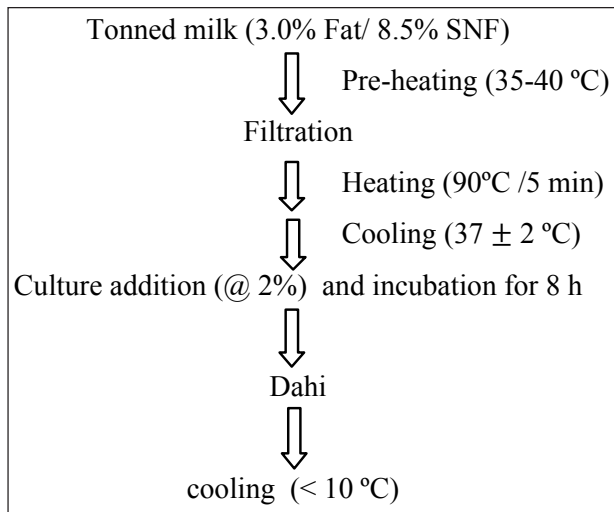 Tonned milk (3.0% Fat/ 8.5% SNF)
Pre-heating (35-40 ºC)
Filtration
Heating (90ºC /5 min)
Cooling (37 ± 2 ºC)
Culture addition (@ 2%) and incubation for 8 h
Dahi
cooling (< 10 ºC)